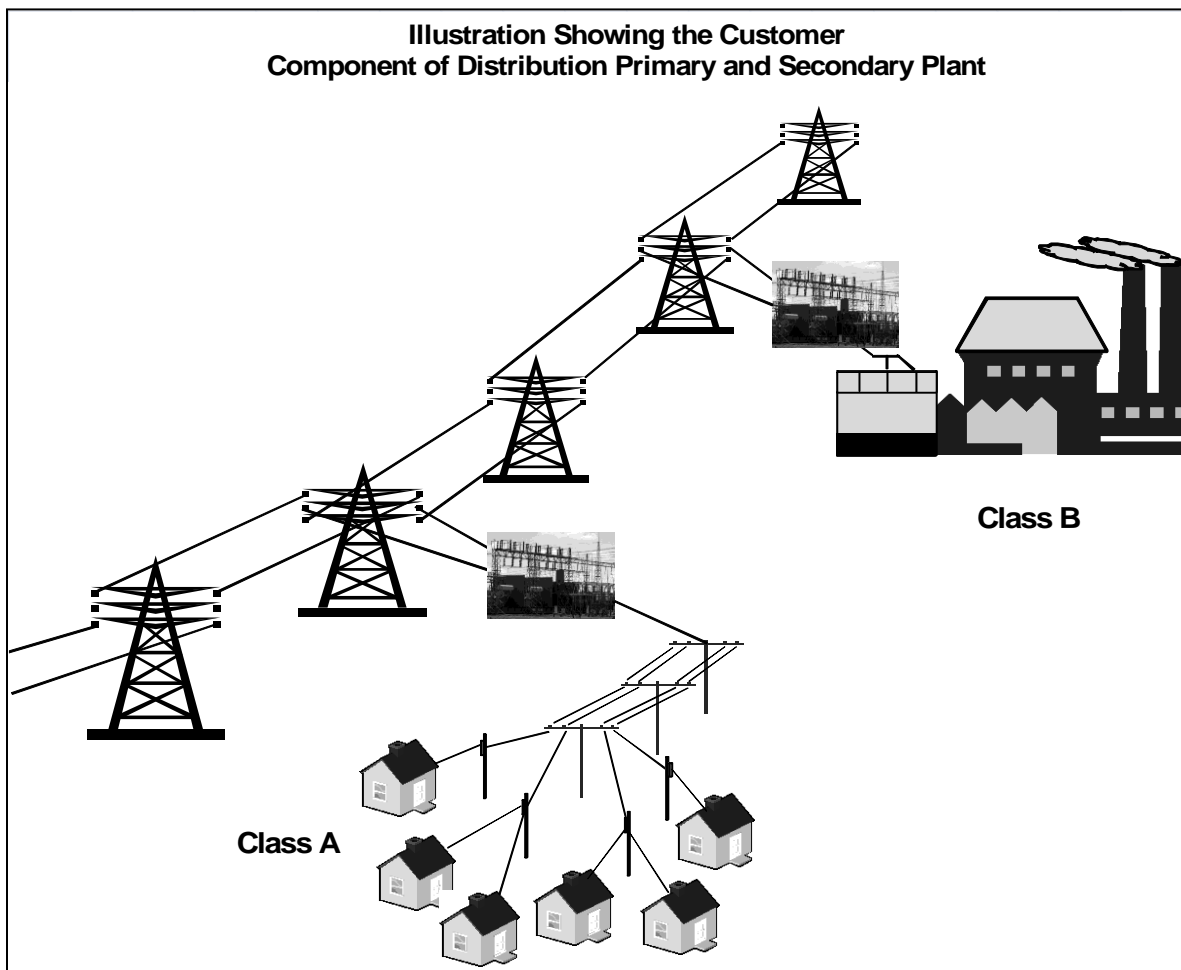 Illustration Showing the Customer
Component of Distribution Primary and Secondary Plant
Class B
Class A